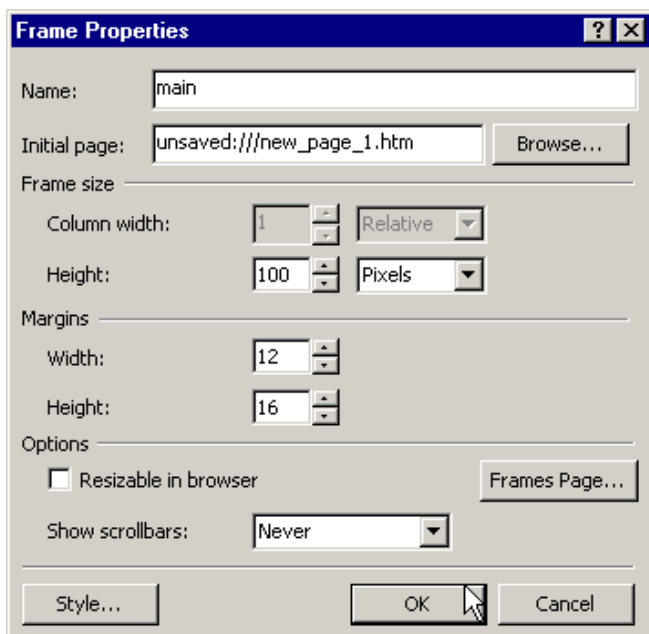 Frame Properties
Name: main
Initial page: unsaved:///new_page_1.htm Browse...
Frame size
Column width: 1 Relative
Height: 100 Pixels
Margins
Width: 12
Height: 16
Options
Resizable in browser Frames Page...
Show scrollbars: Never
Style... OK Cancel